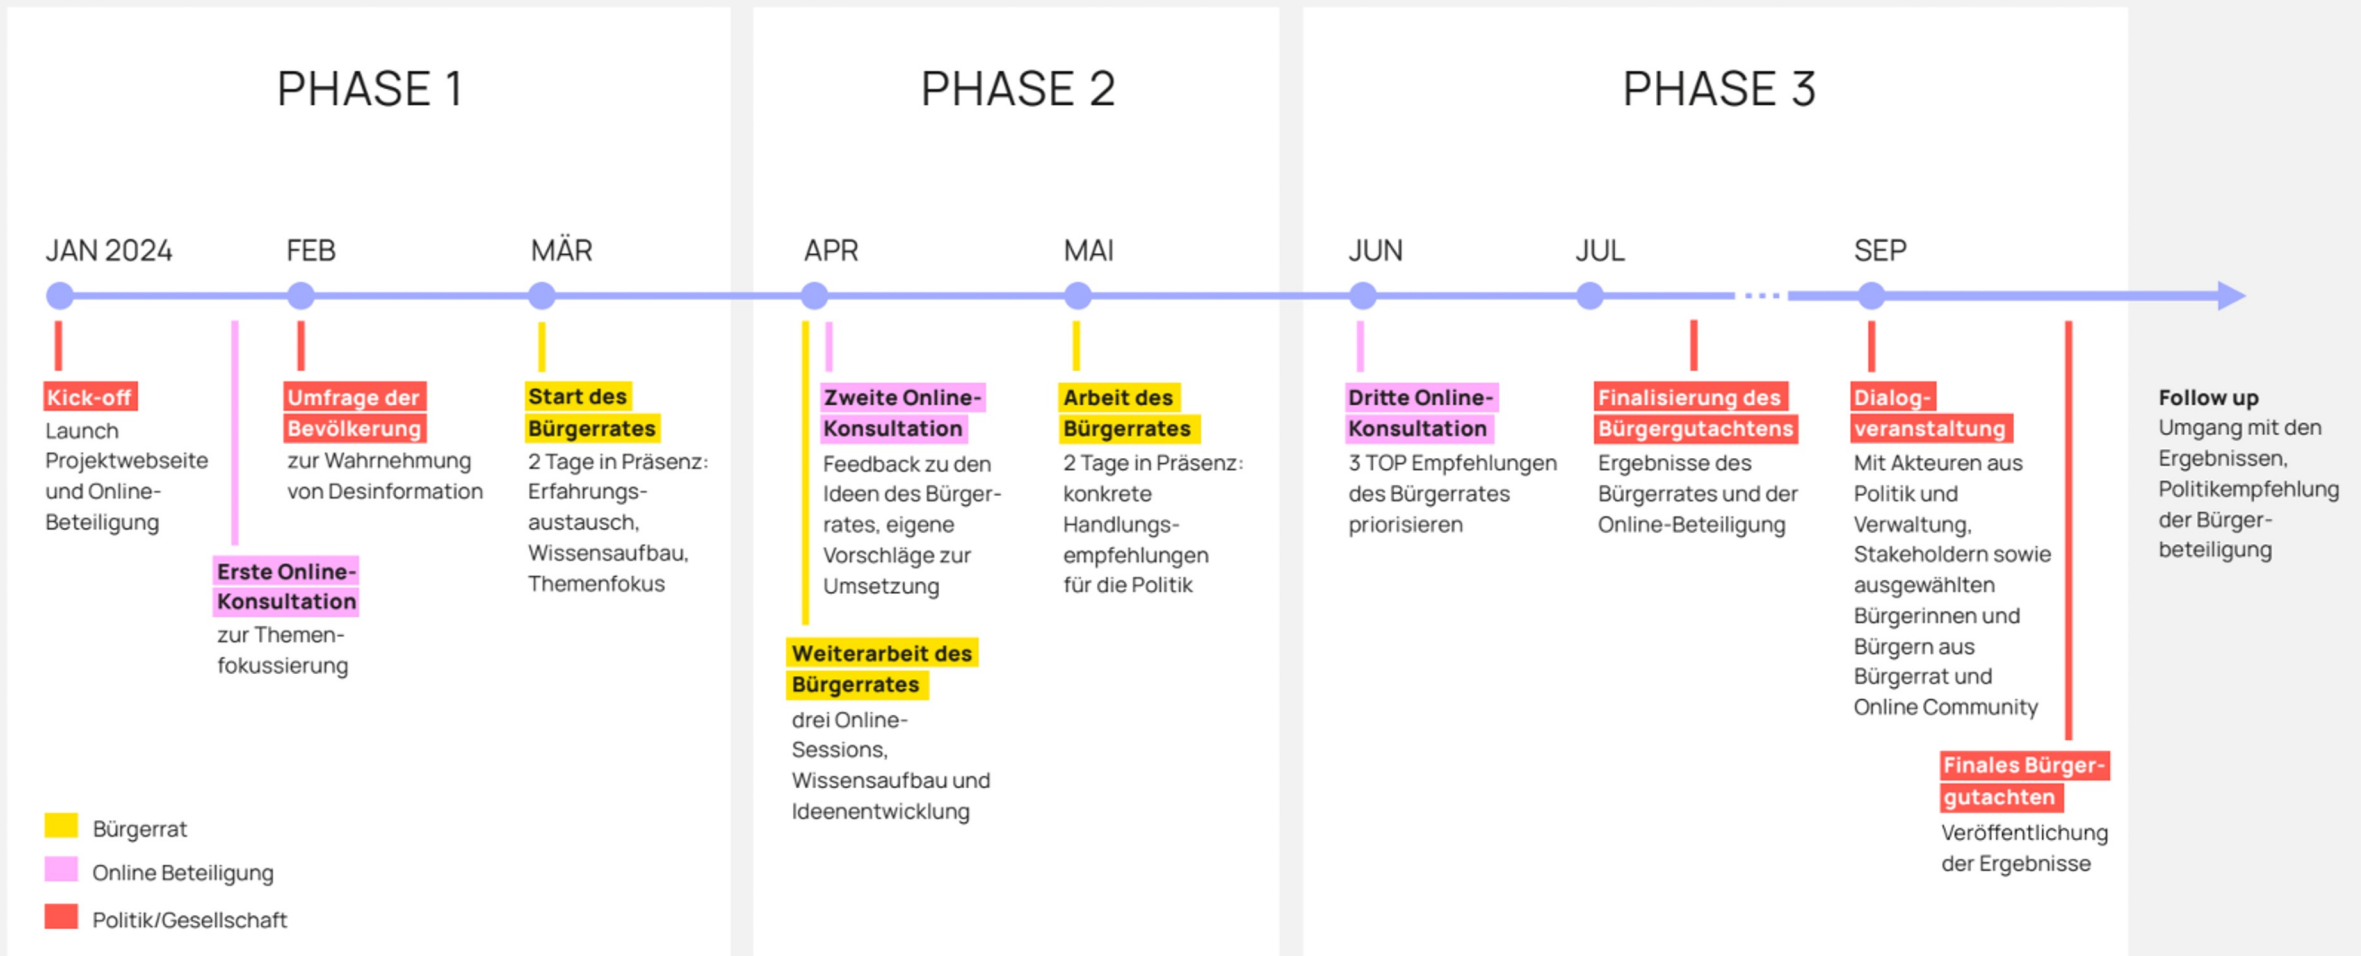 PHASE 1
JAN 2024
FEB
MÄR
Kick-off
Launch
Projektwebseite
und Online-
Beteiligung
Erste Online-
Konsultation
zur Themen-
fokussierung
Umfrage der
Bevölkerung
zur Wahrnehmung
von Desinformation
Start des
Bürgerrates
2 Tage in Präsenz:
Erfahrungs-
austausch,
Wissensaufbau,
Themenfokus
Bürgerrat
Online Beteiligung
Politik/Gesellschaft
PHASE 2
APR
MAI
Zweite Online-
Konsultation
Feedback zu den
Ideen des Bürger-
rates, eigene
Vorschläge zur
Umsetzung
Weiterarbeit des
Bürgerrates
drei Online-
Sessions,
Wissensaufbau und
Ideenentwicklung
Arbeit des
Bürgerrates
2 Tage in Präsenz:
konkrete
Handlungs-
empfehlungen
für die Politik
PHASE 3
JUN
JUL
SEP
Dritte Online-
Konsultation
3 TOP Empfehlungen
des Bürgerrates
priorisieren
Finalisierung des
Bürgergutachtens
Ergebnisse des
Bürgerrates und der
Online-Beteiligung
Dialog-
veranstaltung
Mit Akteuren aus
Politik und
Verwaltung,
Stakeholdern sowie
ausgewählten
Bürgerinnen und
Bürgern aus
Bürgerrat und
Online Community
Finales Bürger-
gutachten
Veröffentlichung
der Ergebnisse
Follow up
Umgang mit den
Ergebnissen,
Politikempfehlung
der Bürger-
beteiligung